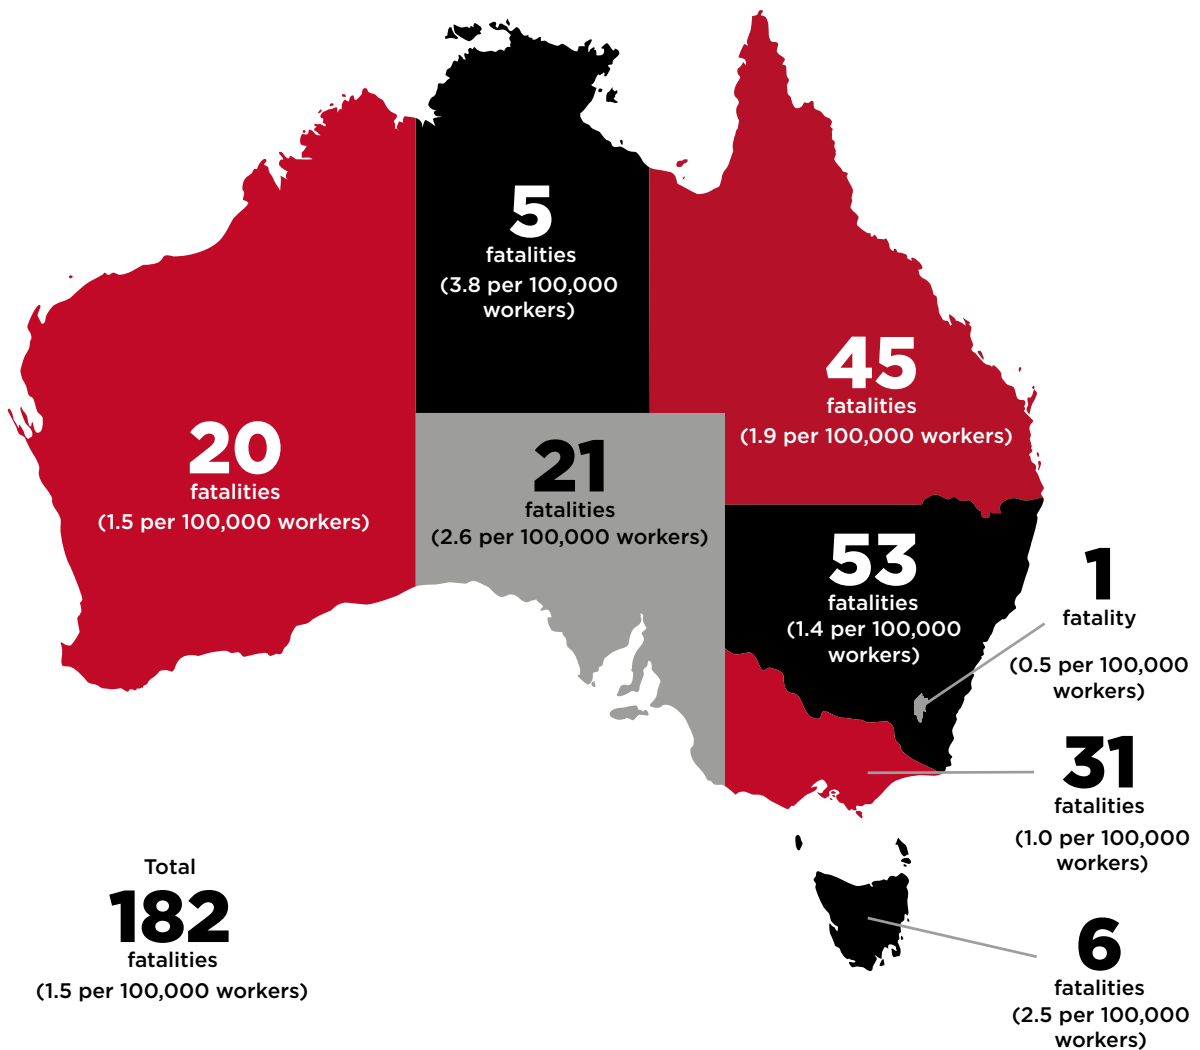 5
fatalities
(3.8 per 100,000
workers)
45
fatalities
(1.9 per 100,000 workers)
20
fatalities
(1.5 per 100,000 workers)
21
fatalities
(2.6 per 100,000 workers)
53
fatalities
(1.4 per 100,000
workers)
1
fatality
(0.5 per 100,000
workers)
31
fatalities
(1.0 per 100,000
workers)
6
fatalities
(2.5 per 100,000
workers)
Total
182
fatalities
(1.5 per 100,000 workers)